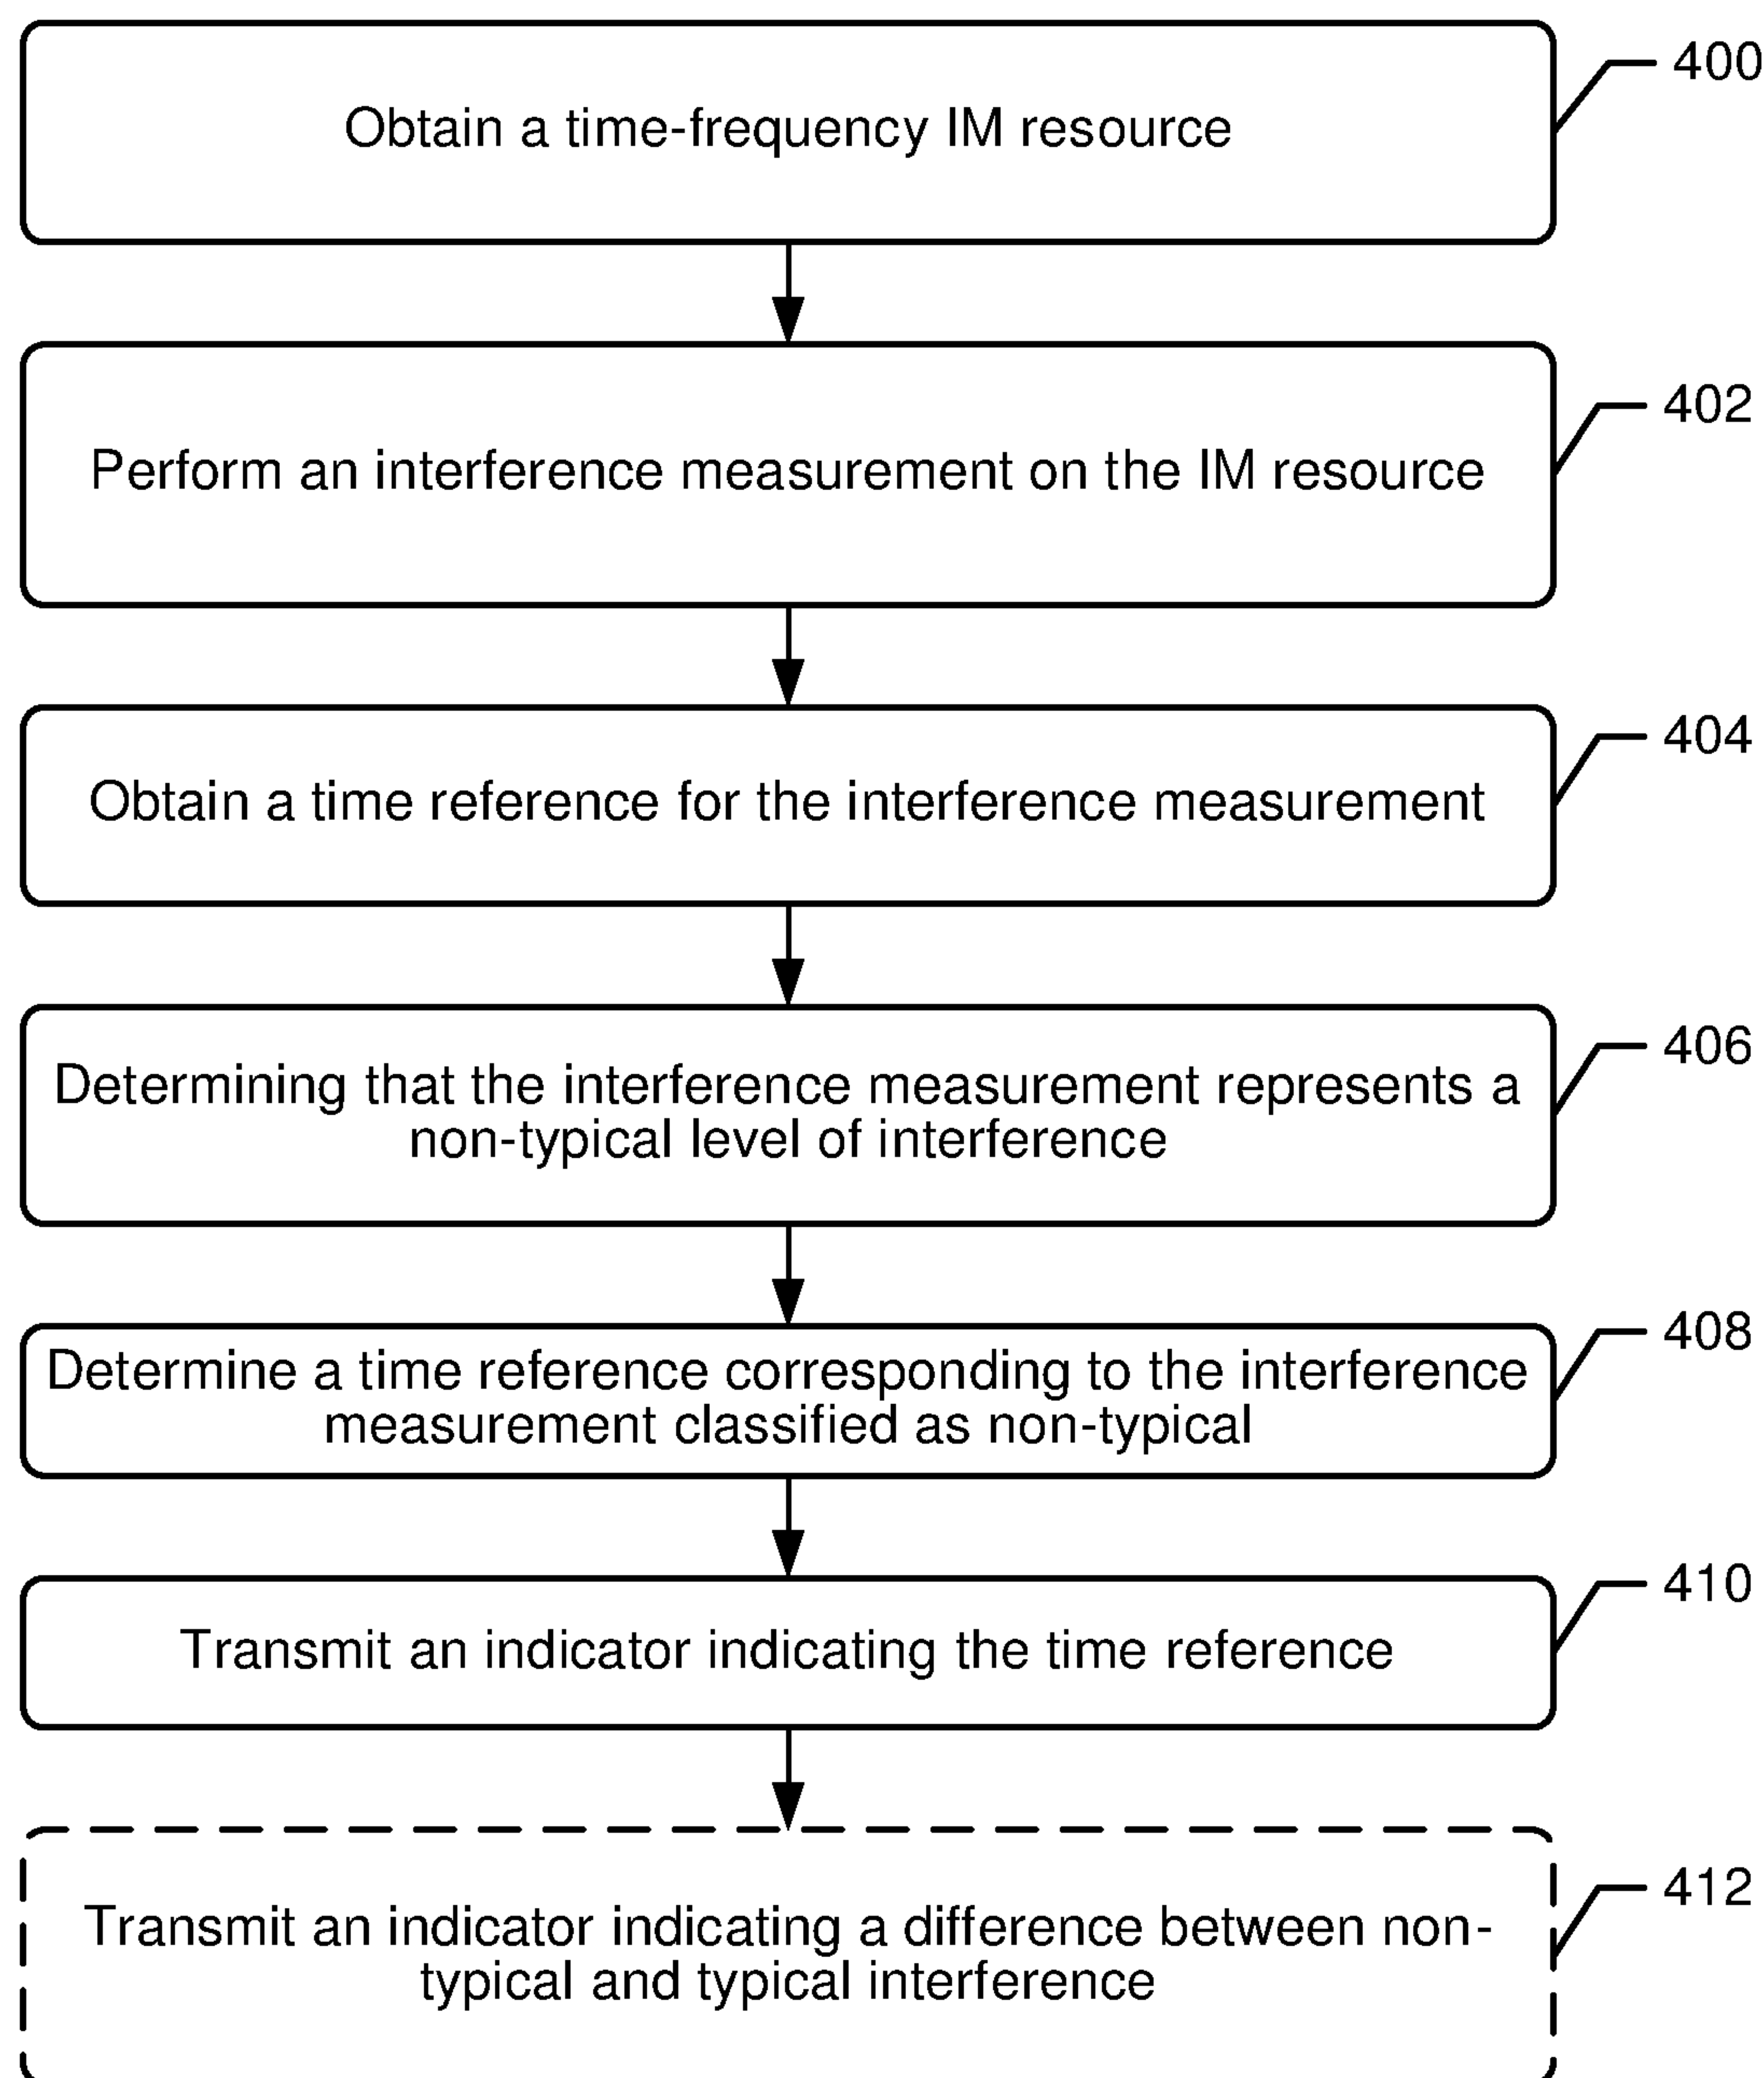 Obtain a time-frequency IM resource
400
Perform an interference measurement on the IM resource
402
Obtain a time reference for the interference measurement
404
Determining that the interference measurement represents a
non-typical level of interference
406
Determine a time reference corresponding to the interference
measurement classified as non-typical
408
Transmit an indicator indicating the time reference
410
Transmit an indicator indicating a difference between non-
typical and typical interference
412